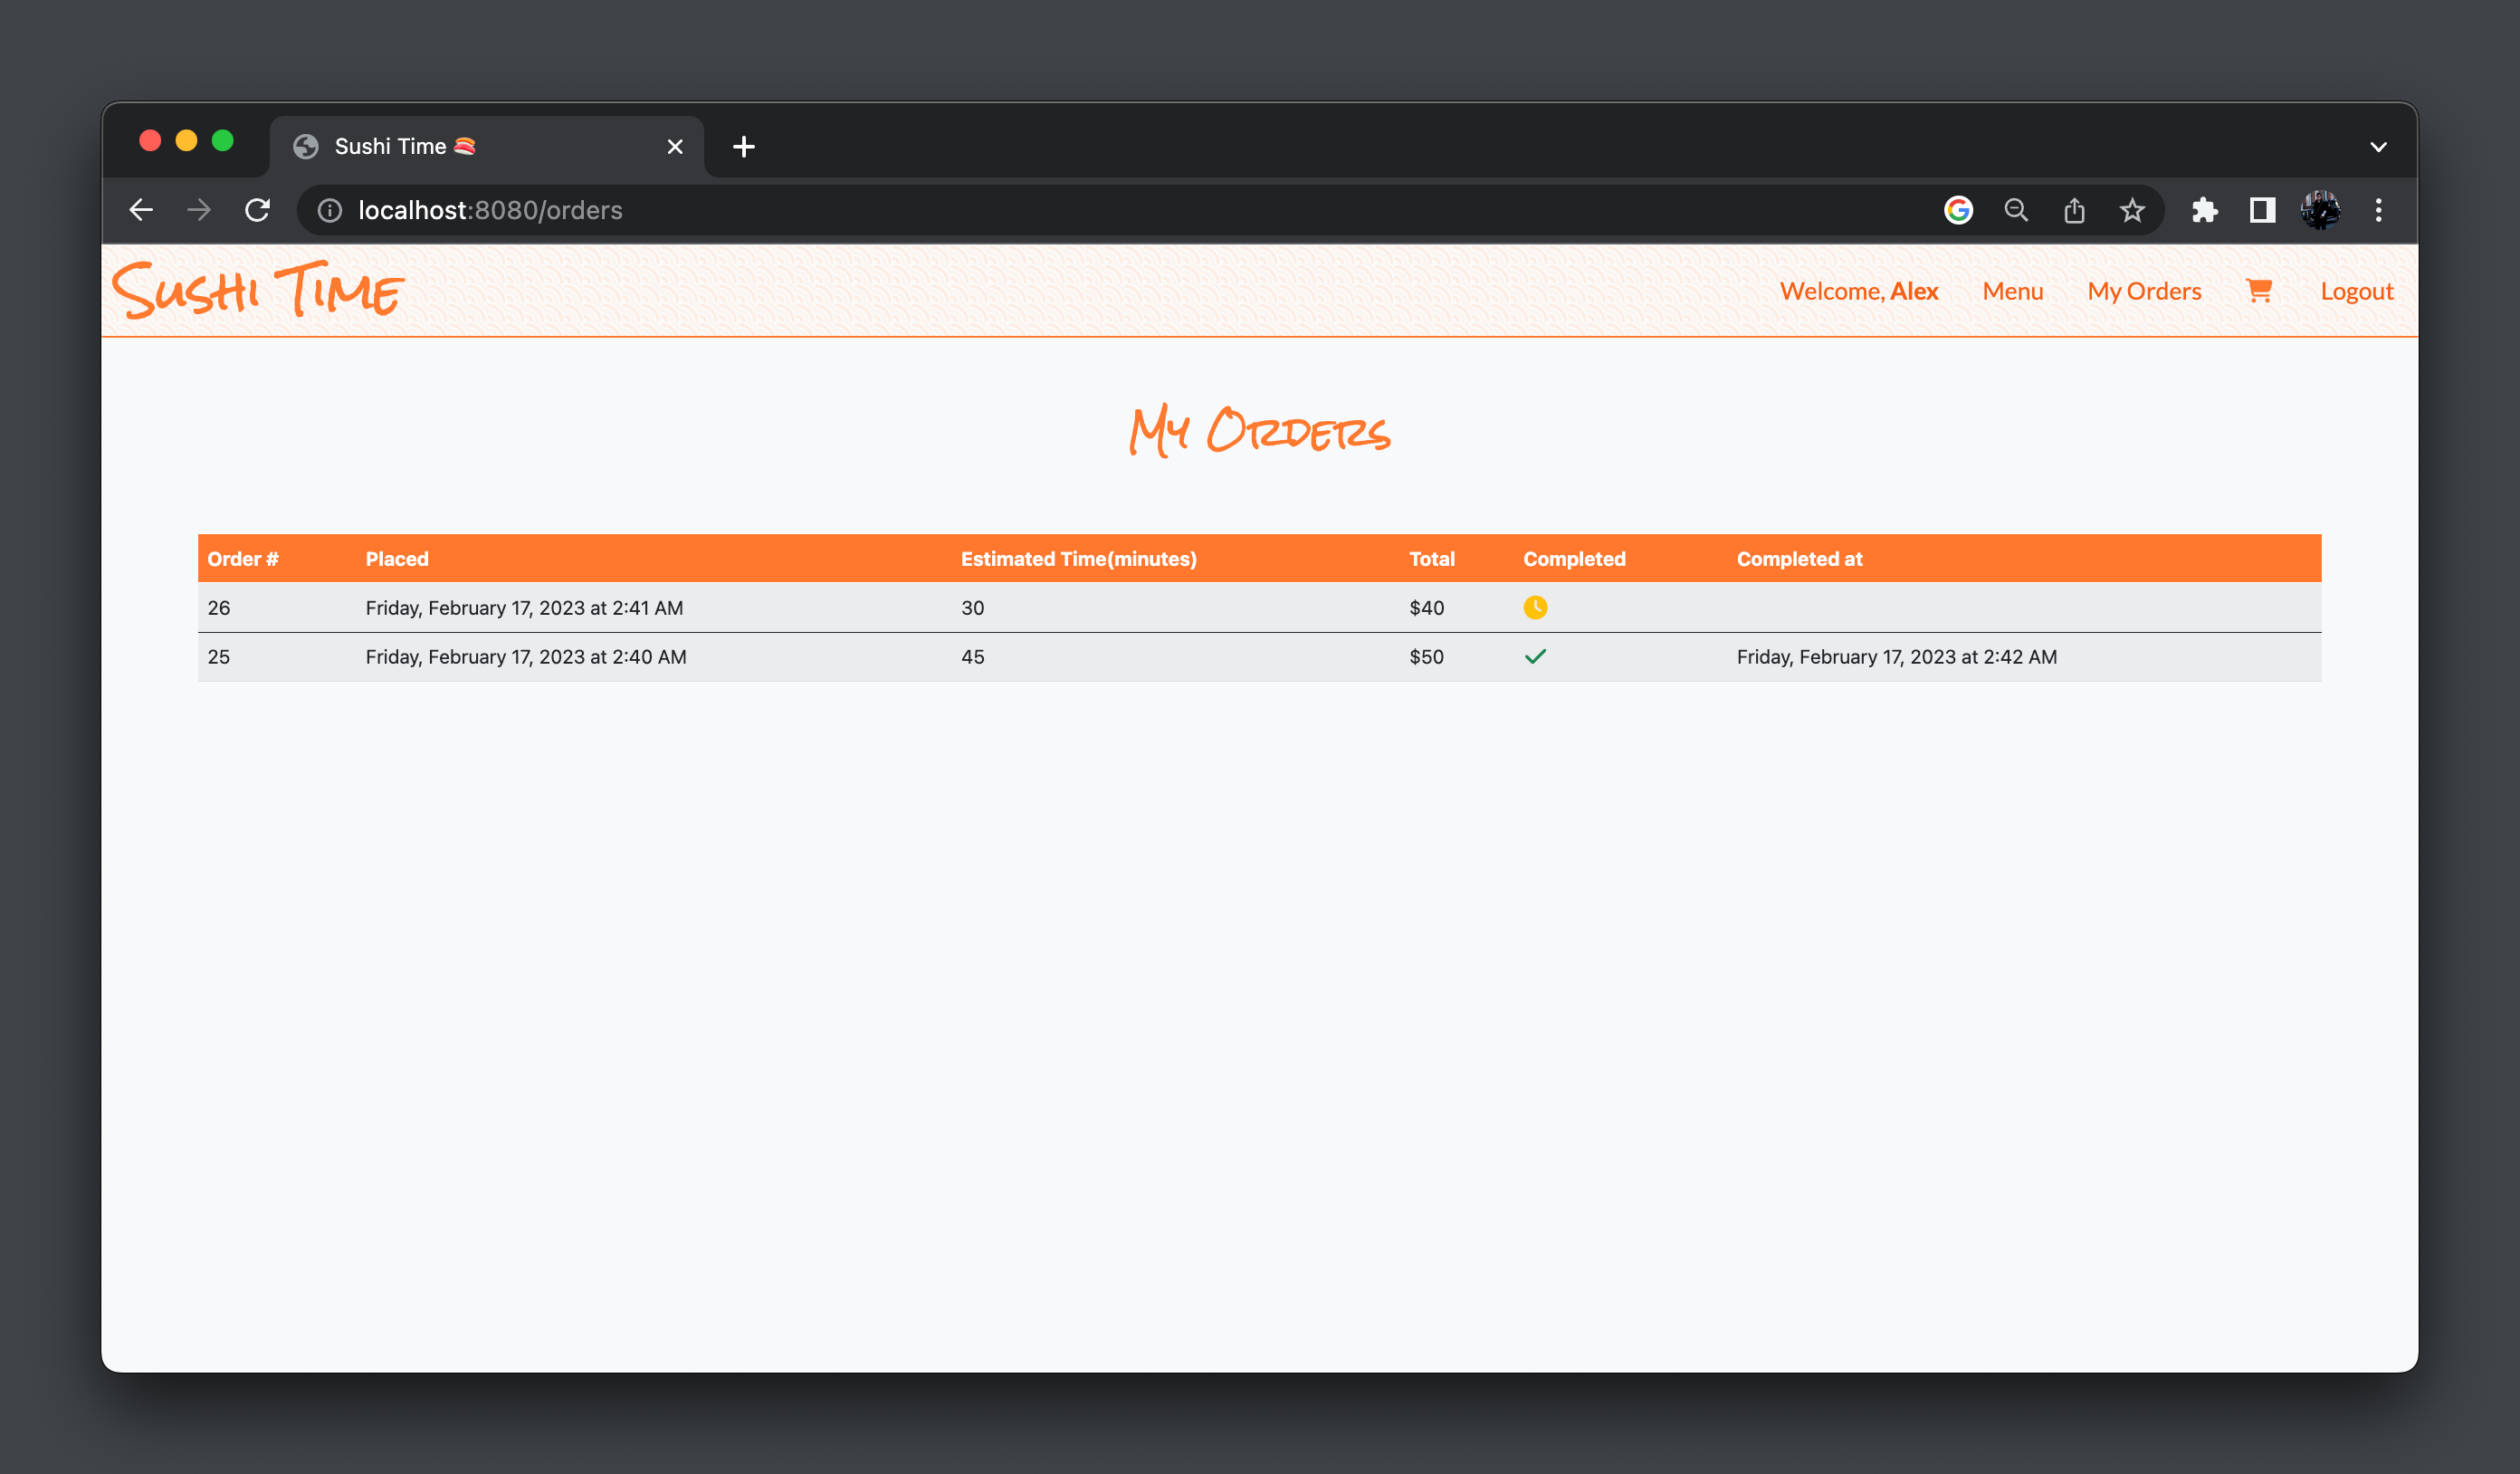 Sushi Time 🍣
localhost:8080/orders
Sushi Time
Welcome, Alex Menu My Orders Logout
My Orders
Order # Placed Estimated Time(minutes) Total Completed Completed at
26 Friday, February 17, 2023 at 2:41 AM 30 $40
25 Friday, February 17, 2023 at 2:40 AM 45 $50 Friday, February 17, 2023 at 2:42 AM